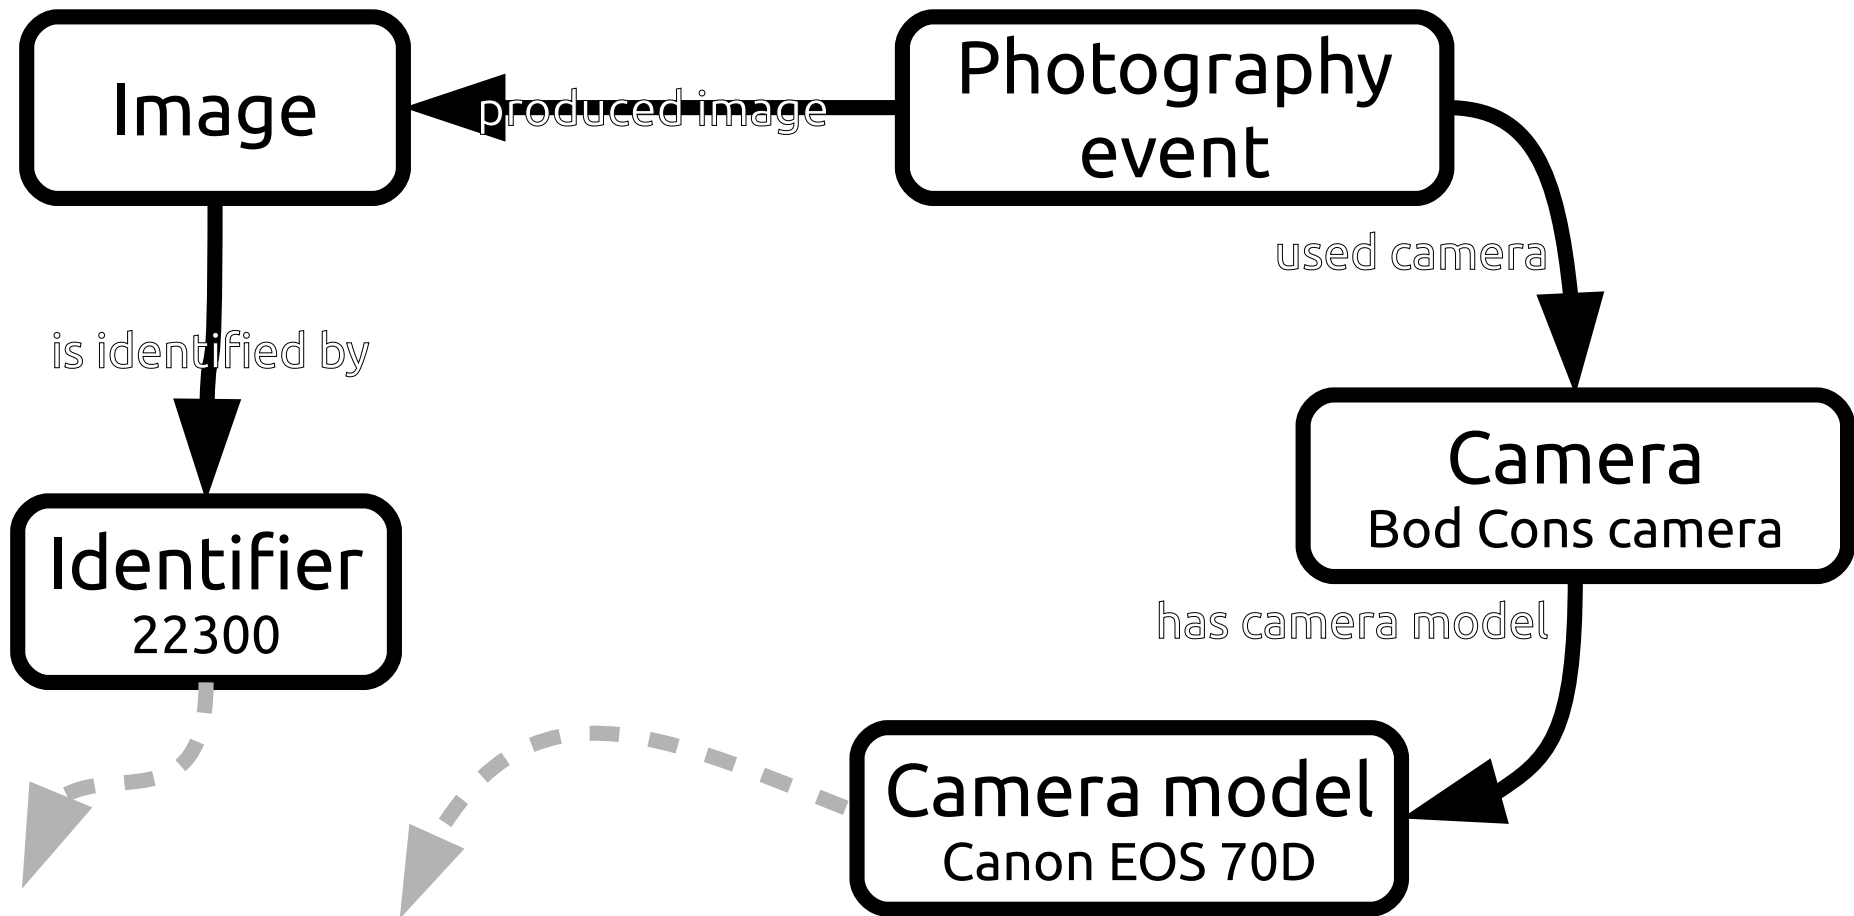 Image
produced image
Photography
event
used camera
is identified by
Camera
Bod Cons camera
Identifier
22300
has camera model
Camera model
Canon EOS 70D